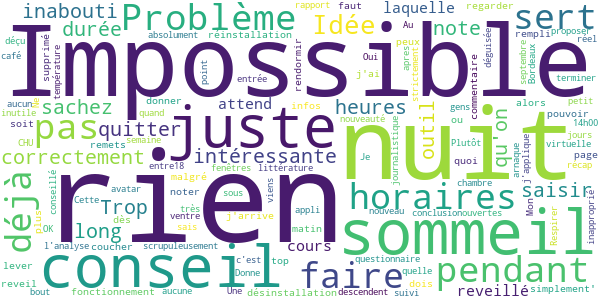 inabouti Problème Idée laquelle rapport faut regarder
durée note sert
Au rempli déguisée réel
déçu supprimé absolument réinstallation proposer
café température point entrée rendormir Oui peux après strictement commentaire septembre Bordeaux terminer
Impossible
aucun sachez donner attend j'ai gens alors petit
inutile le quand heures outil ou qu'on pouvoir 14h00
soit pas quitter juste infos nuit jours
CHU remets semaine nouveauté journalistique Plutôt arnaque virtuelle
correctement intéressante Je quoi j'applique page
déjà conseillé entre18 fenêtres littérature chambre récap
avatar malgré noter sous viens horaires saisir
rien
plus Cette très appli nouveau conclusion ouvertes Mon Respirer inapproprié
Trop dès ventre j'arrive matin
OK long sais cours sommeil
l'analyse coucher scrupuleusement c'est top questionnaire dois
lever conseil Donne faire quelle pendant
reveil fonctionnement aucune reveillé simplement'
bout Une désinstallation descendent suivi